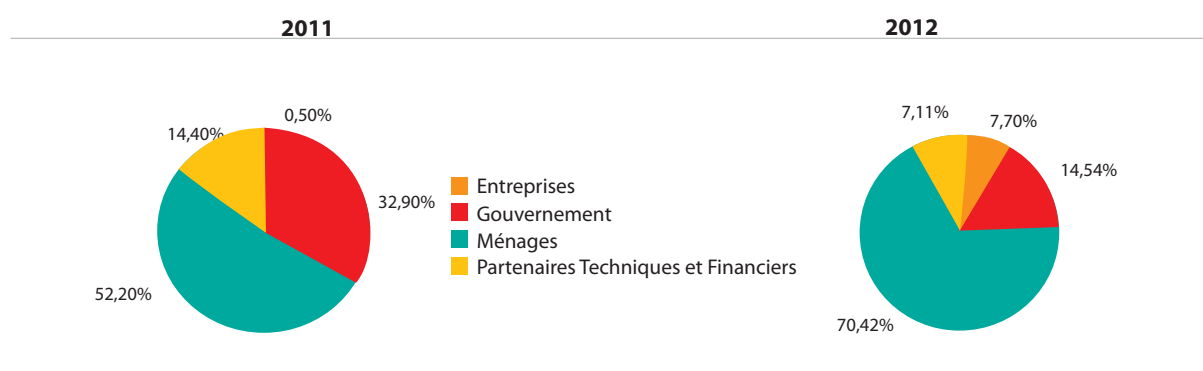 2011
2012
0,50%
14,40%
32,90%
52,20%
Entreprises
Gouvernement
Ménages
Partenaires Techniques et Financiers
7,11%
7,70%
14,54%
70,42%